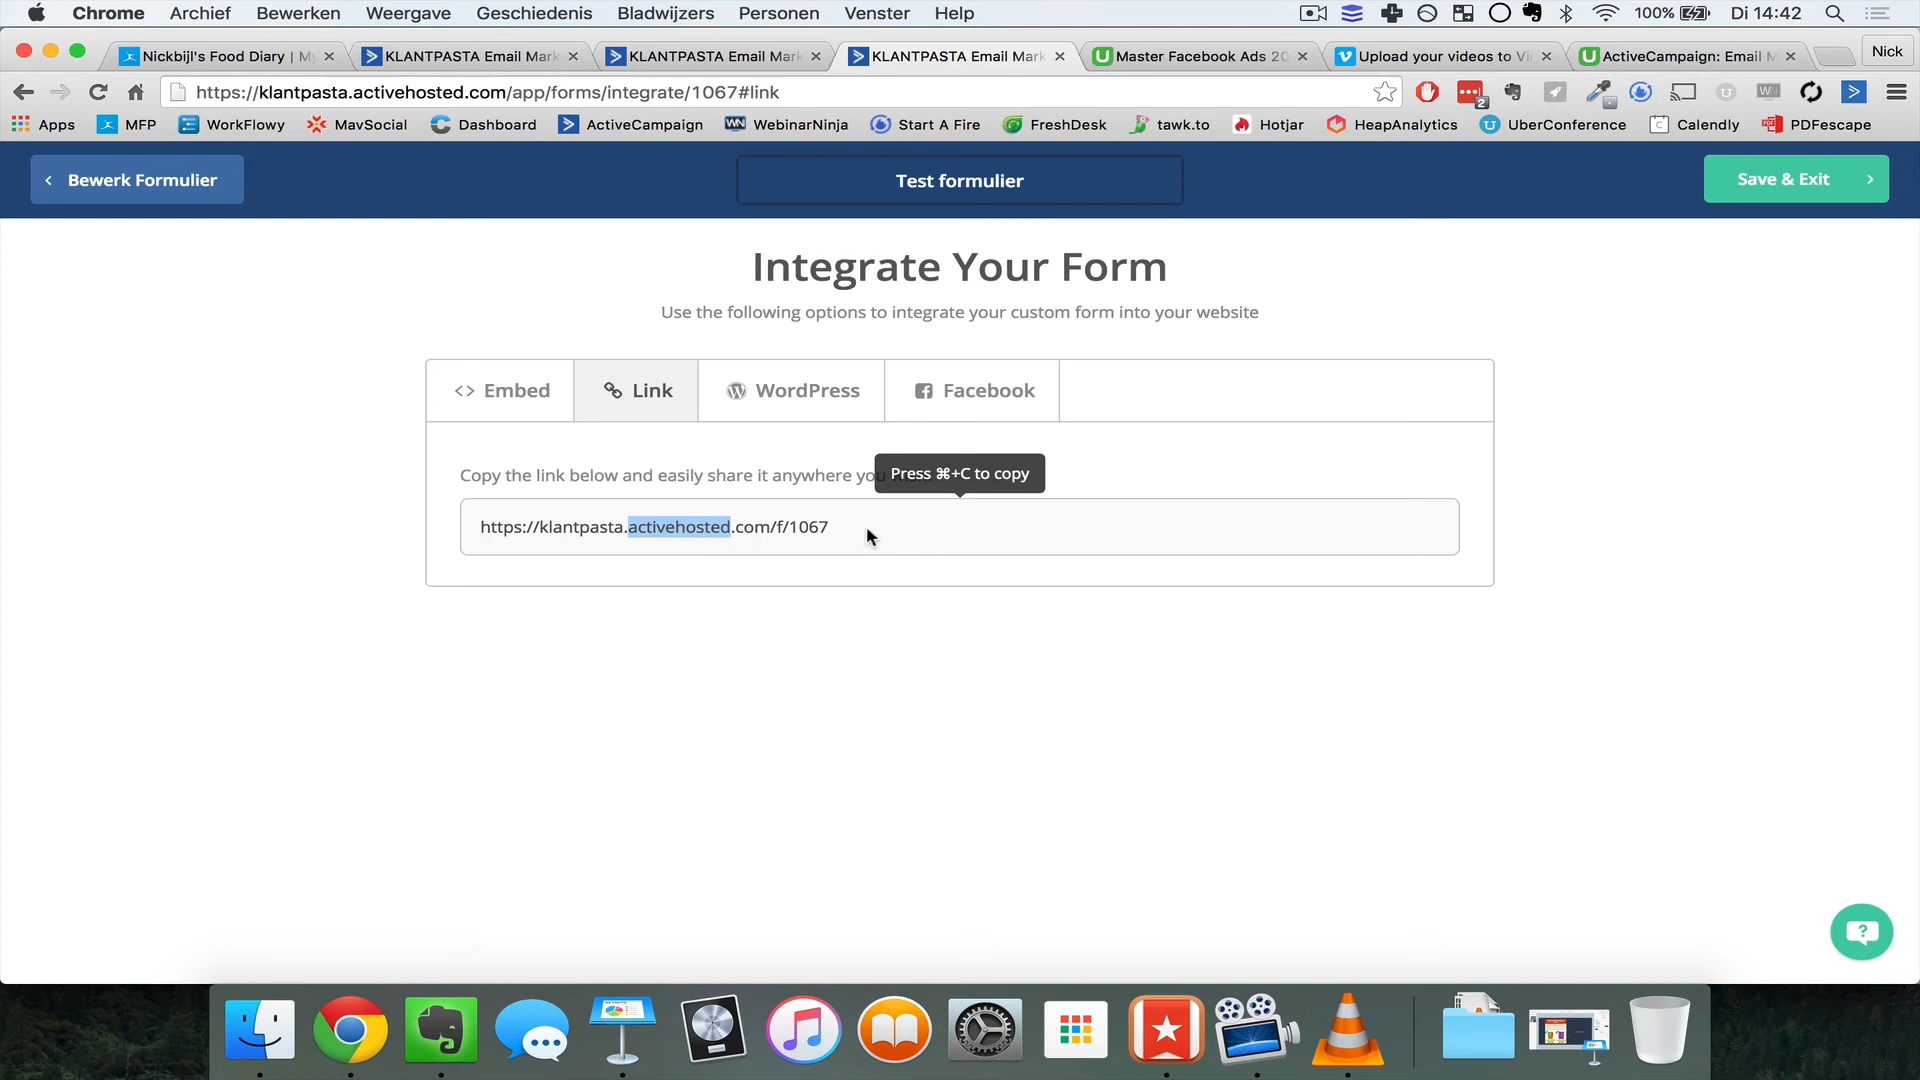 Chrome Archief Bewerken Weergave Geschiedenis Bladwijzers Personen Venster Help 100% Di 14:42
Nickbijl's Food Diary | M KLANTPASTA Email Mark KLANTPASTA Email Mark KLANTPASTA Email Mark Master Facebook Ads 20 Upload your videos to Vi ActiveCampaign: Email M Nick
https://klantpasta.activehosted.com/app/forms/integrate/1067#link 2
Apps MFP WorkFlowy MavSocial Dashboard ActiveCampaign WebinarNinja Start A Fire FreshDesk tawk.to Hotjar HeapAnalytics UberConference Calendly PDFescape
Bewerk Formulier Test formulier Save & Exit
Integrate Your Form
Use the following options to integrate your custom form into your website
Embed Link WordPress Facebook
Copy the link below and easily share it anywhere
Press ⌘+C to copy
https://klantpasta.activehosted.com/f/1067